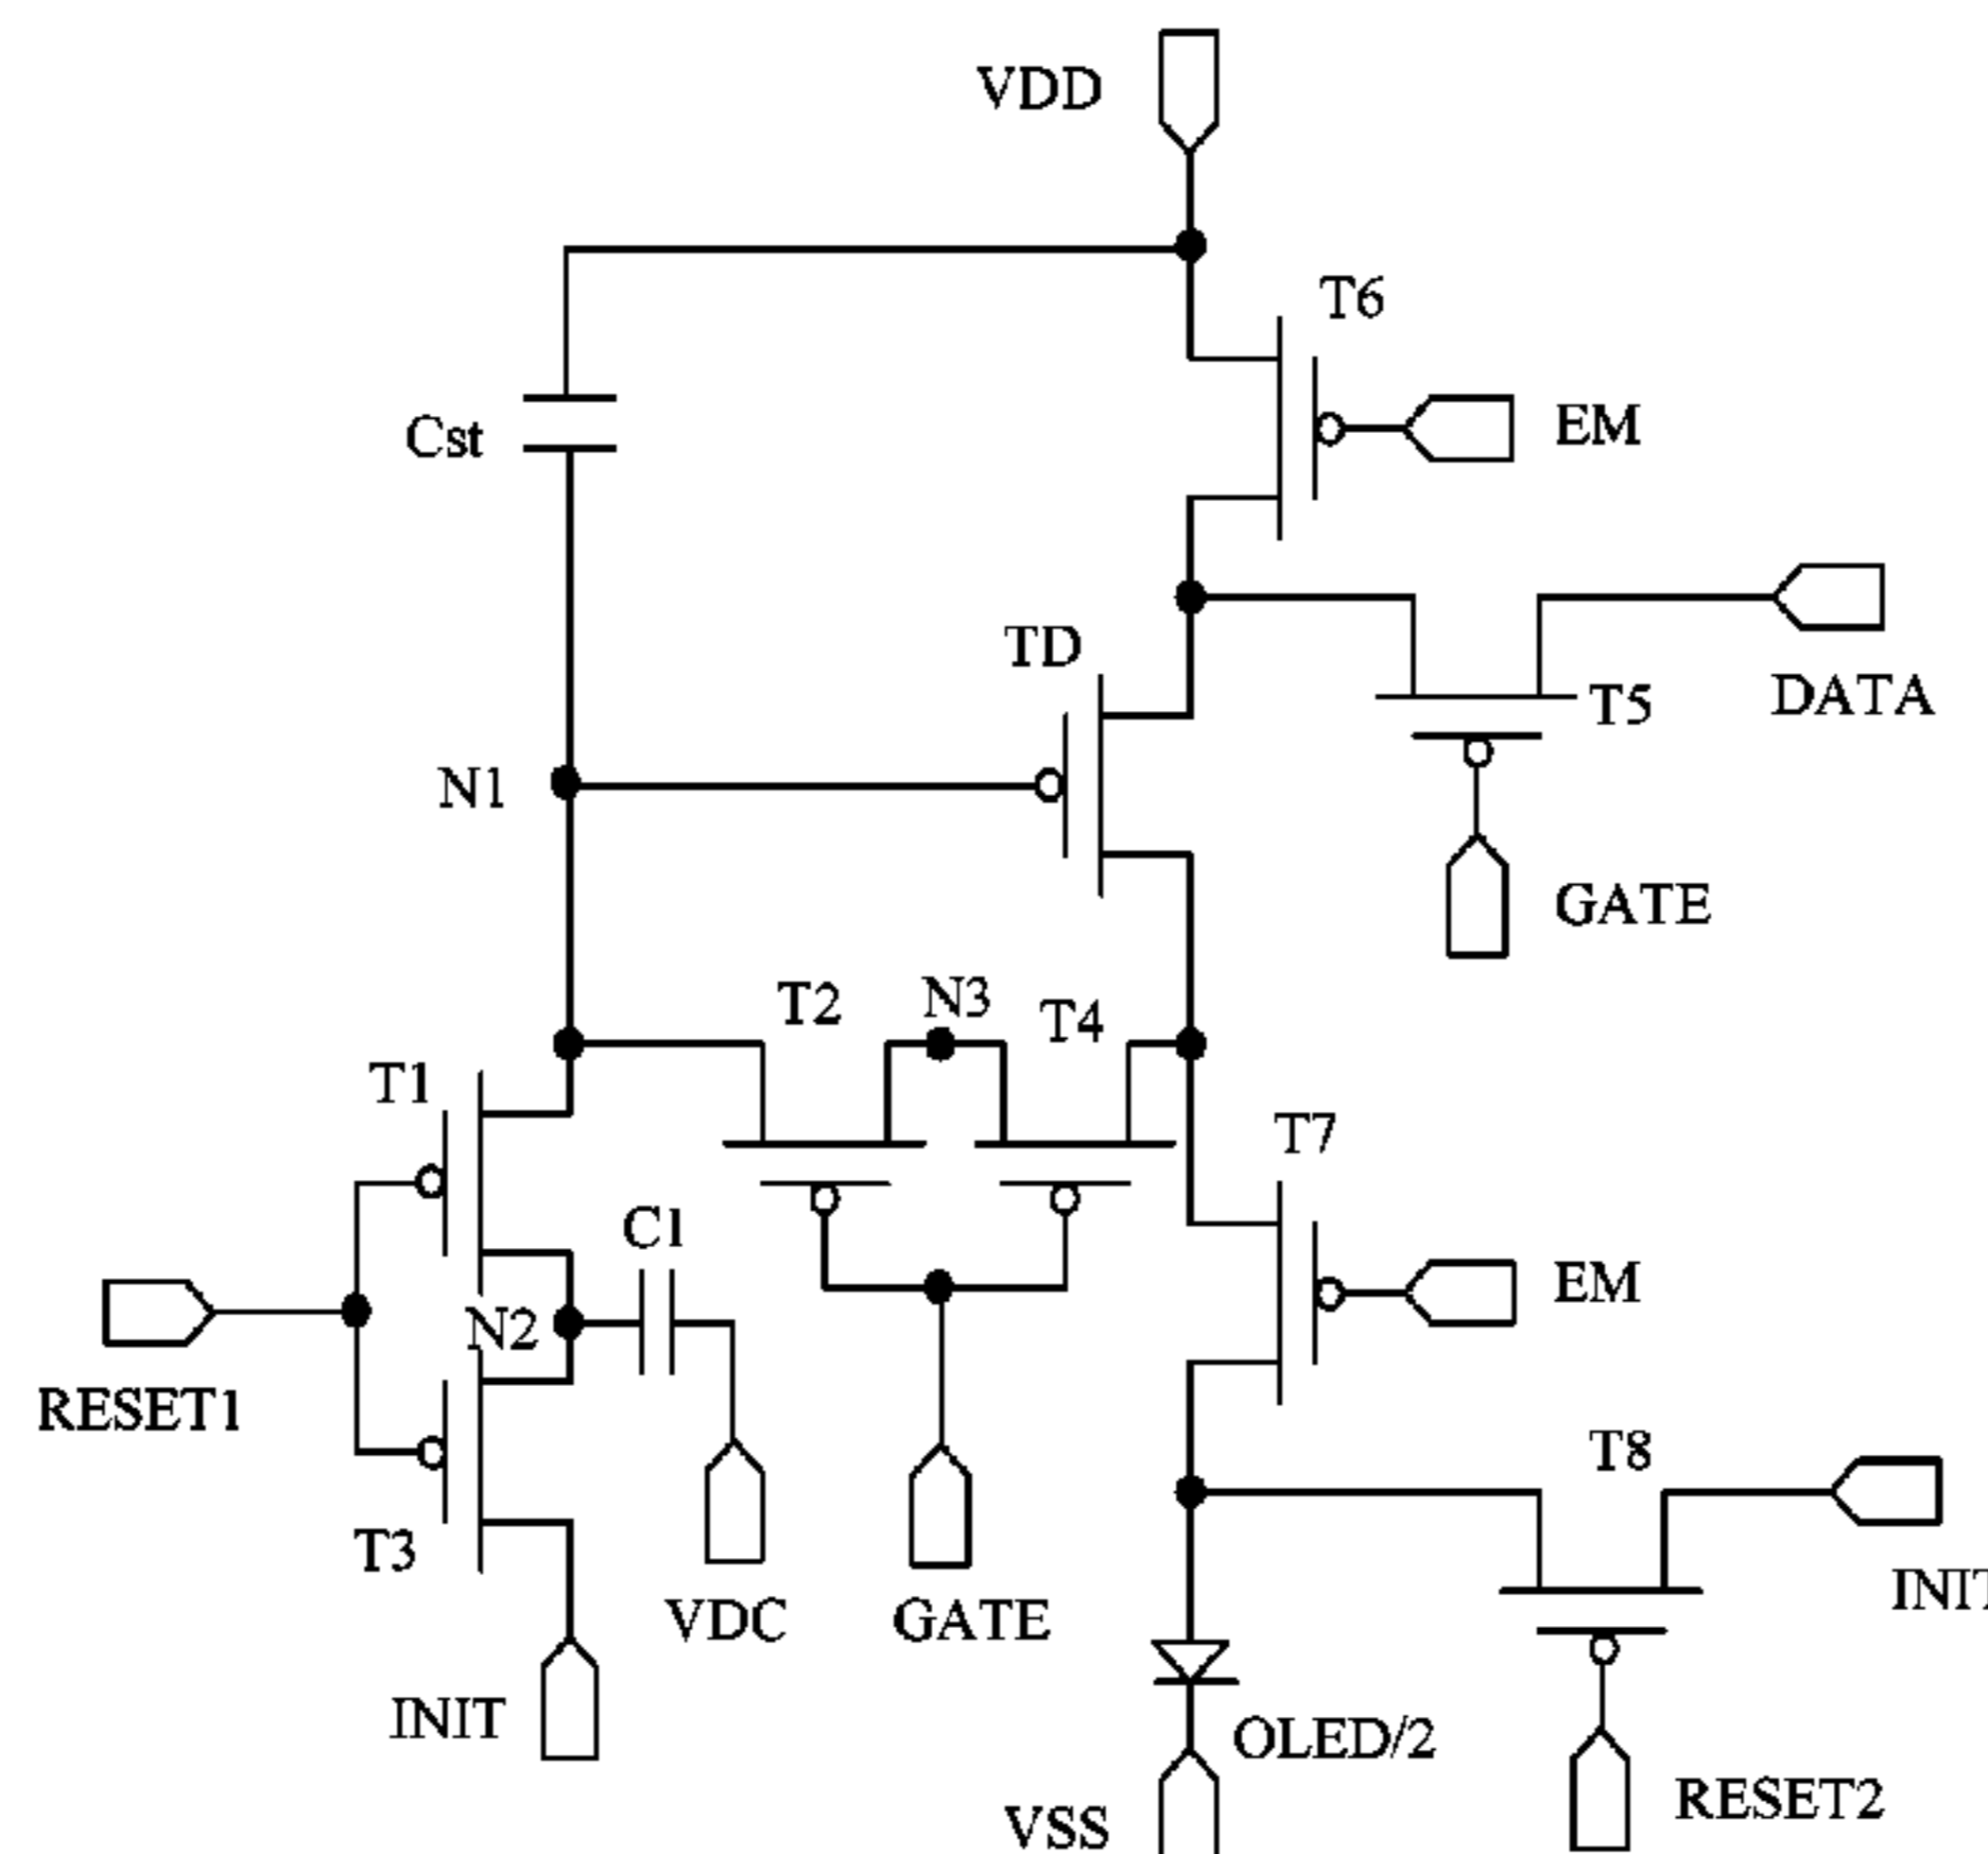 VDD
T6
Cst
EM
TD
T5
DATA
N1
GATE
T2
N3
T4
T1
T7
C1
EM
N2
RESET1
T8
T3
INIT
VDC
GATE
INIT
OLED/2
RESET2
VSS